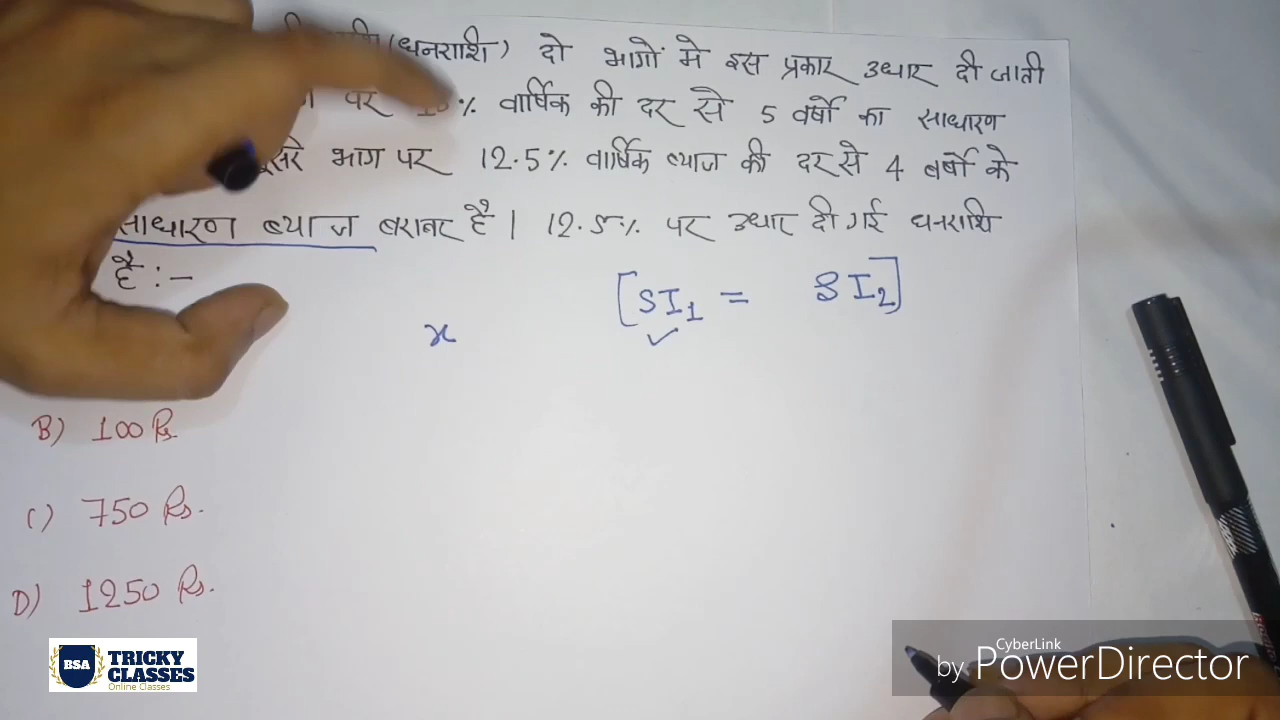 (धनराशि) दो भागों मे इस प्रकार उधार दी जाती
पर 10% वार्षिक की दर से 5 वर्षो का साधारण
भाग पर 12.5% वार्षिक ब्याज की दर से 4 वर्षो के
साधारण ब्याज बराबर है। 12.5% पर उधार दी गई धनराशि
है :-
[SI1 = SI2]
x
B) 100 Rs
C) 750 Rs.
D) 1250 Rs.
BSA TRICKY CLASSES
Online Classes
CyberLink
by PowerDirector